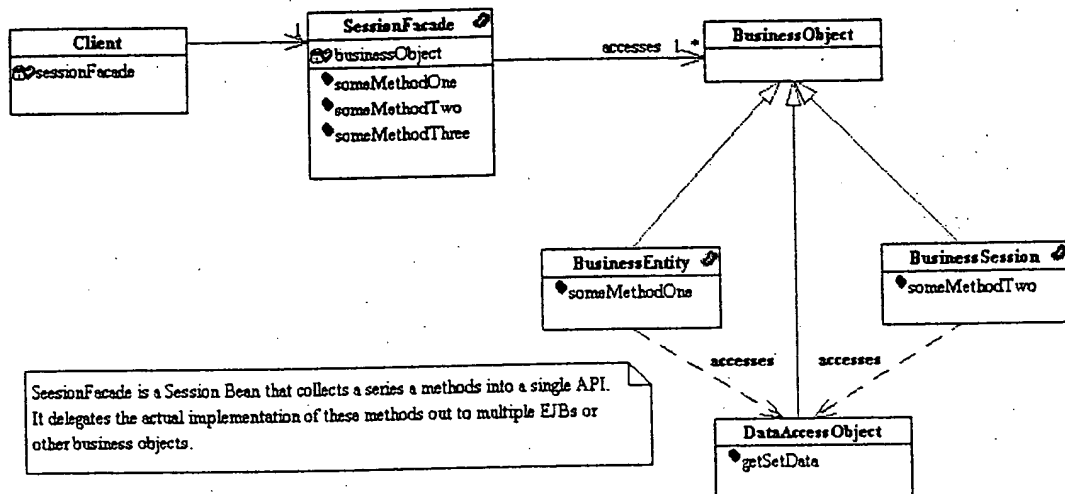 Client
sessionFacade
1
SessionFacade
businessObject
someMethodOne
someMethodTwo
someMethodThree
accesses 1..*
BusinessObject
BusinessEntity
someMethodOne
BusinessSession
someMethodTwo
accesses
accesses
DataAccessObject
getSetData
SeesionFacade is a Session Bean that collects a series a methods into a single API.
It delegates the actual implementation of these methods out to multiple EJBs or
other business objects.